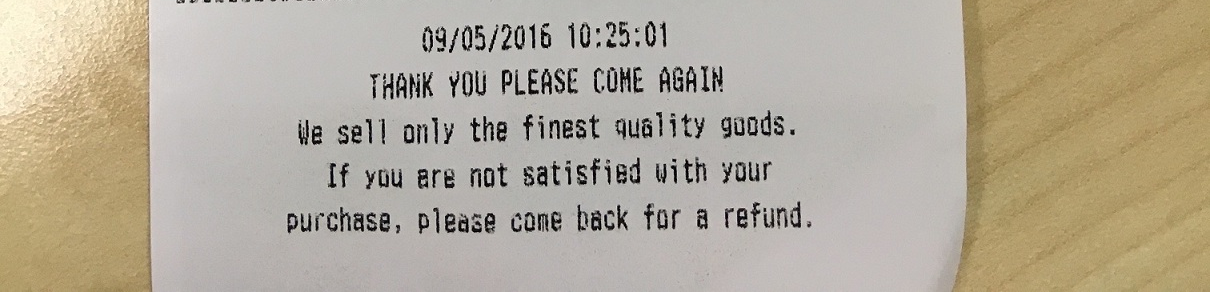 09/05/2016 10:25:01
THANK YOU PLEASE COME AGAIN
We sell only the finest quality goods.
If you are not satisfied with your
purchase, please come back for a refund.